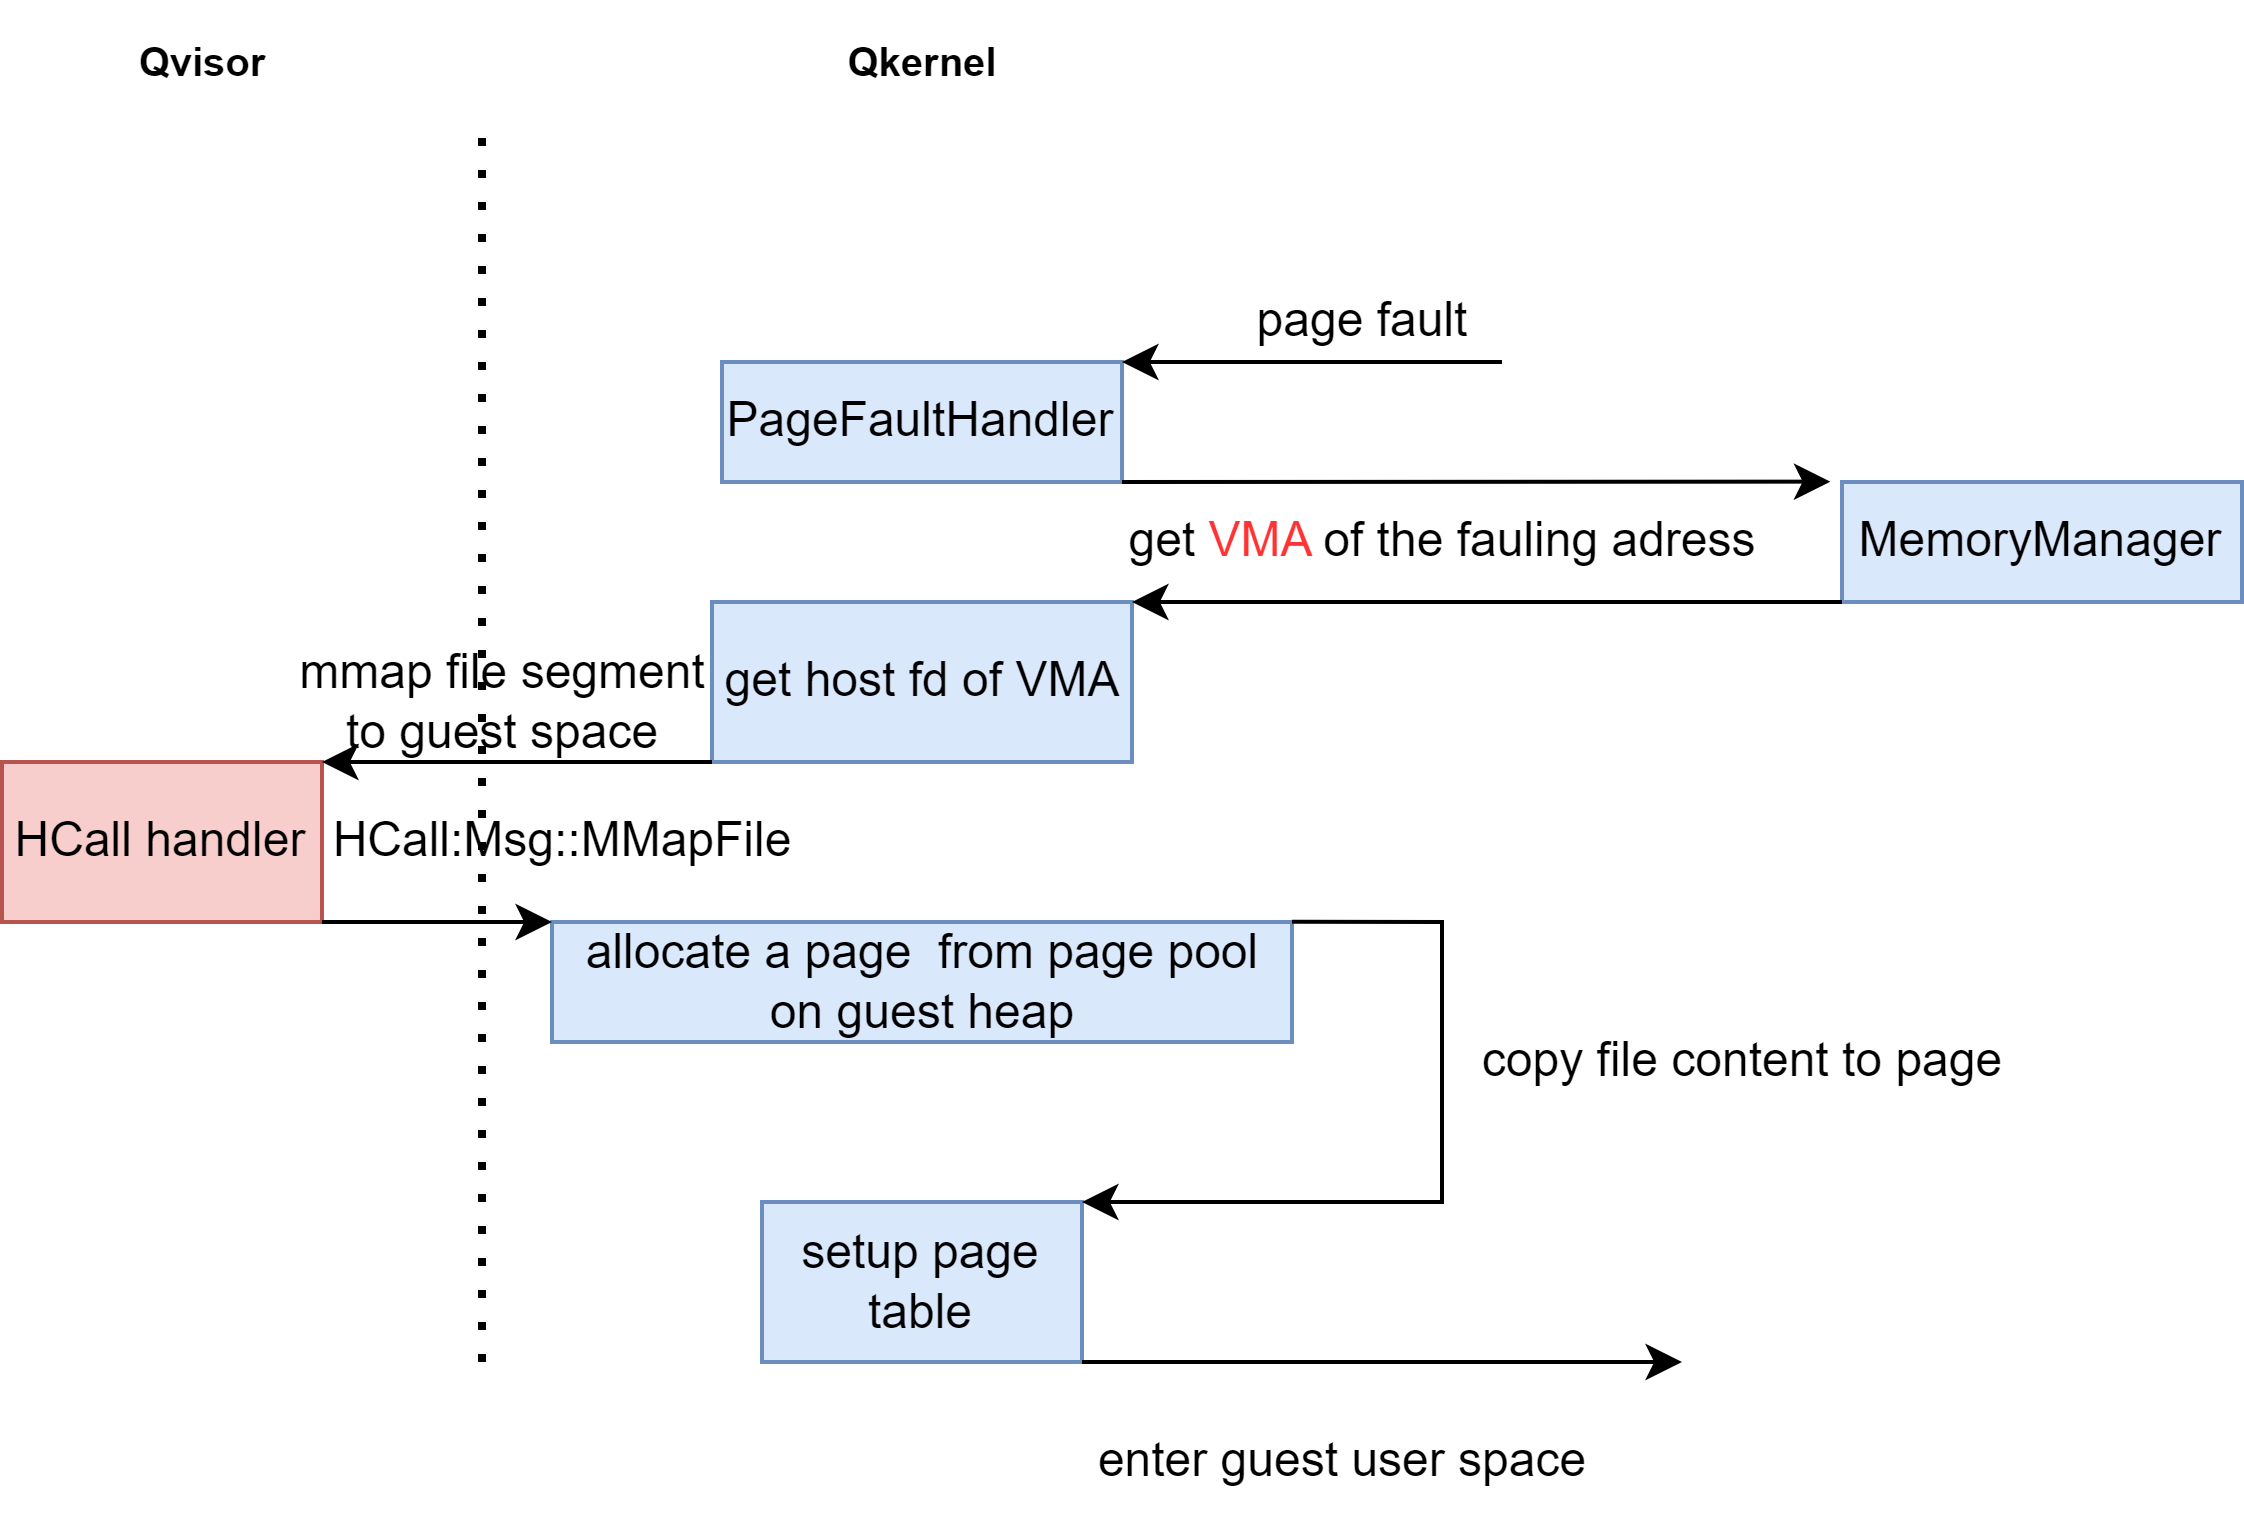 Qvisor
Qkernel
page fault
PageFaultHandler
get VMA of the fauling adress
MemoryManager
mmap file segment
to guest space
get host fd of VMA
HCall handler
HCall:Msg::MMapFile
allocate a page  from page pool
on guest heap
copy file content to page
setup page
table
enter guest user space